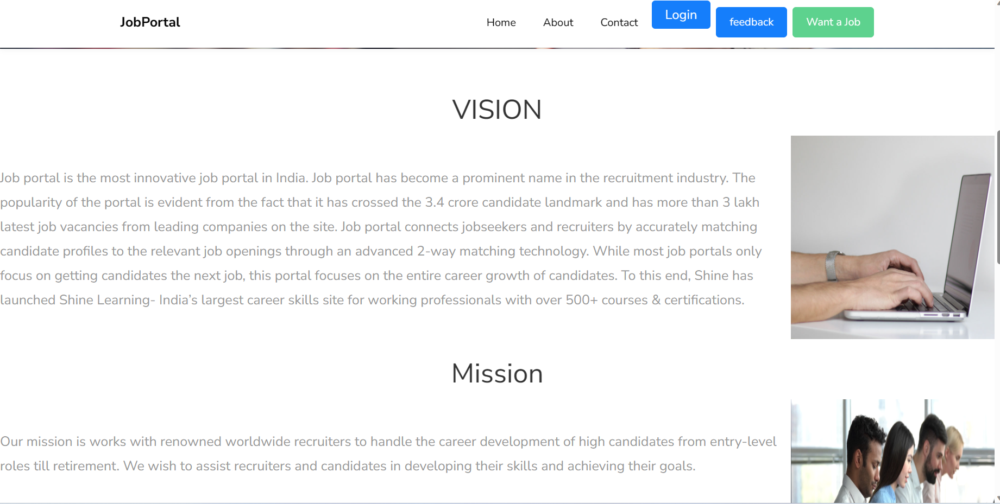 JobPortal
Home
About
Contact
Login
feedback
Want a Job
VISION
Job portal is the most innovative job portal in India. Job portal has become a prominent name in the recruitment industry. The
popularity of the portal is evident from the fact that it has crossed the 3.4 crore candidate landmark and has more than 3 lakh
latest job vacancies from leading companies on the site. Job portal connects jobseekers and recruiters by accurately matching
candidate profiles to the relevant job openings through an advanced 2-way matching technology. While most job portals only
focus on getting candidates the next job, this portal focuses on the entire career growth of candidates. To this end, Shine has
launched Shine Learning- India’s largest career skills site for working professionals with over 500+ courses & certifications.
Mission
Our mission is works with renowned worldwide recruiters to handle the career development of high candidates from entry-level
roles till retirement. We wish to assist recruiters and candidates in developing their skills and achieving their goals.